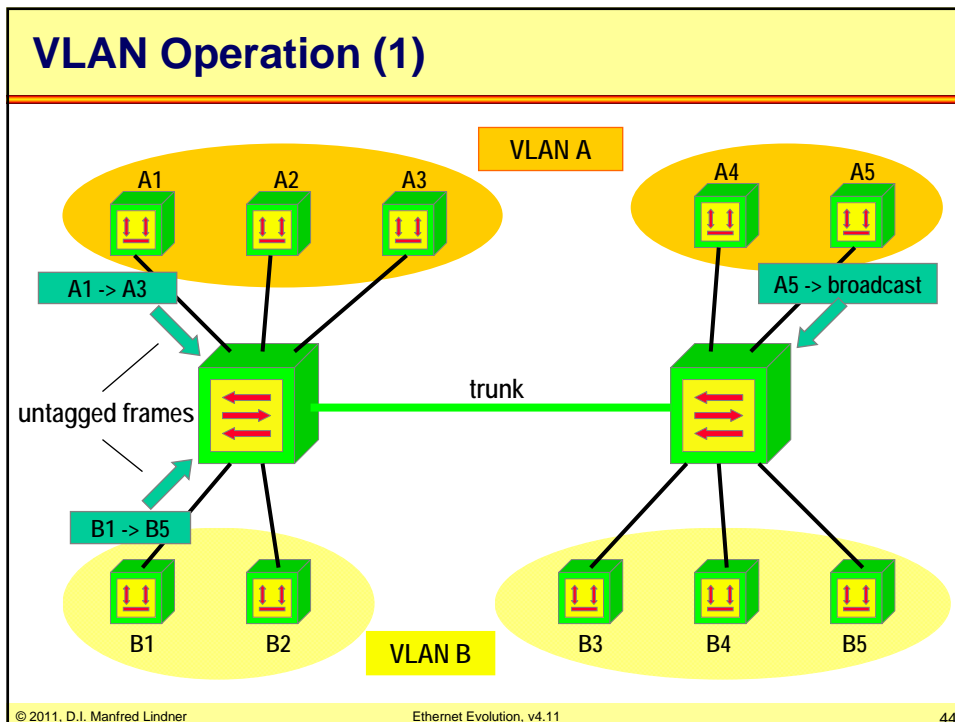 VLAN Operation (1)
VLAN A
A1
A2
A3
A4
A5
A1 -> A3
A5 -> broadcast
trunk
untagged frames
B1 -> B5
B1
B2
B3
B4
B5
VLAN B
© 2011, D.I. Manfred Lindner
Ethernet Evolution, v4.11
44